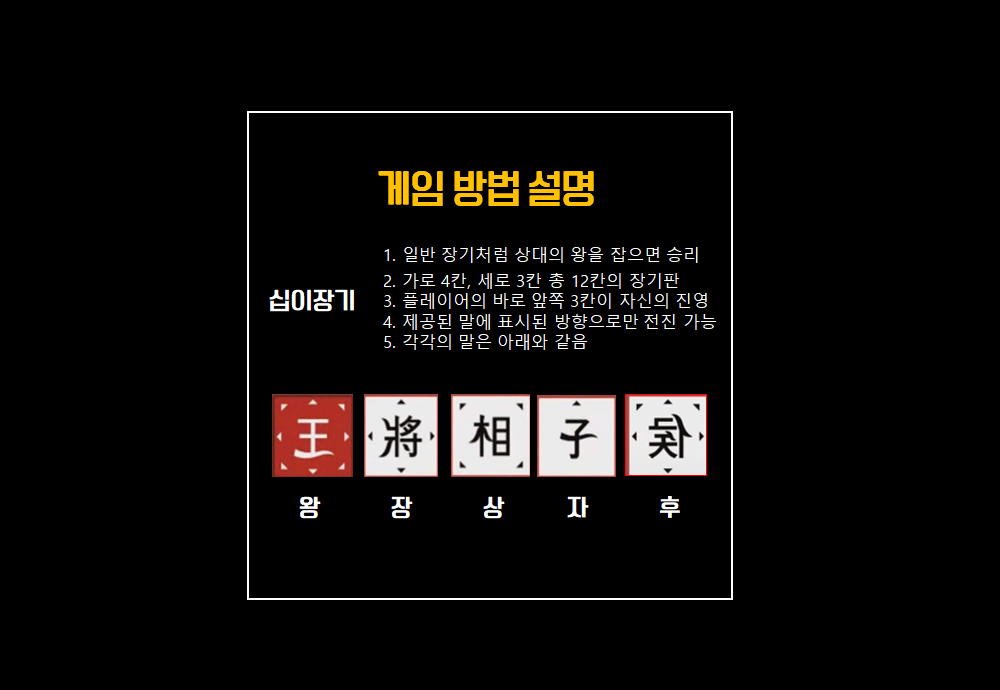 게임 방법 설명
1. 일반 장기처럼 상대의 왕을 잡으면 승리
2. 가로 4칸, 세로 3칸 총 12칸의 장기판
십이장기
3. 플레이어의 바로 앞쪽 3칸이 자신의 진영
4. 제공된 말에 표시된 방향으로만 전진 가능
5. 각각의 말은 아래와 같음
王 將 相 子 侯
왕 장 상 자 후